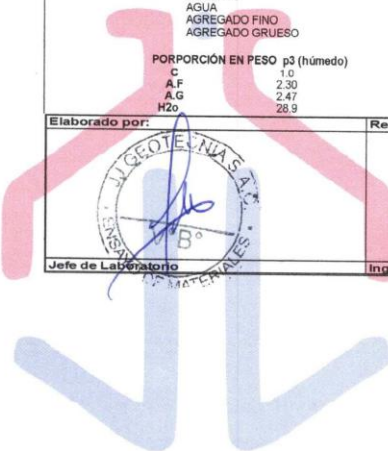 AGUA
AGREGADO FINO
AGREGADO GRUESO
PORPORCIÓN EN PESO p3 (húmedo)
C 1.0
A.F 2.30
A.G 2.47
H2o 28.9
Elaborado por: Re
JJ GEOTECNIA S.A.C.
B°
ENSAYO DE MATERIALES
Jefe de Laboratorio Ing